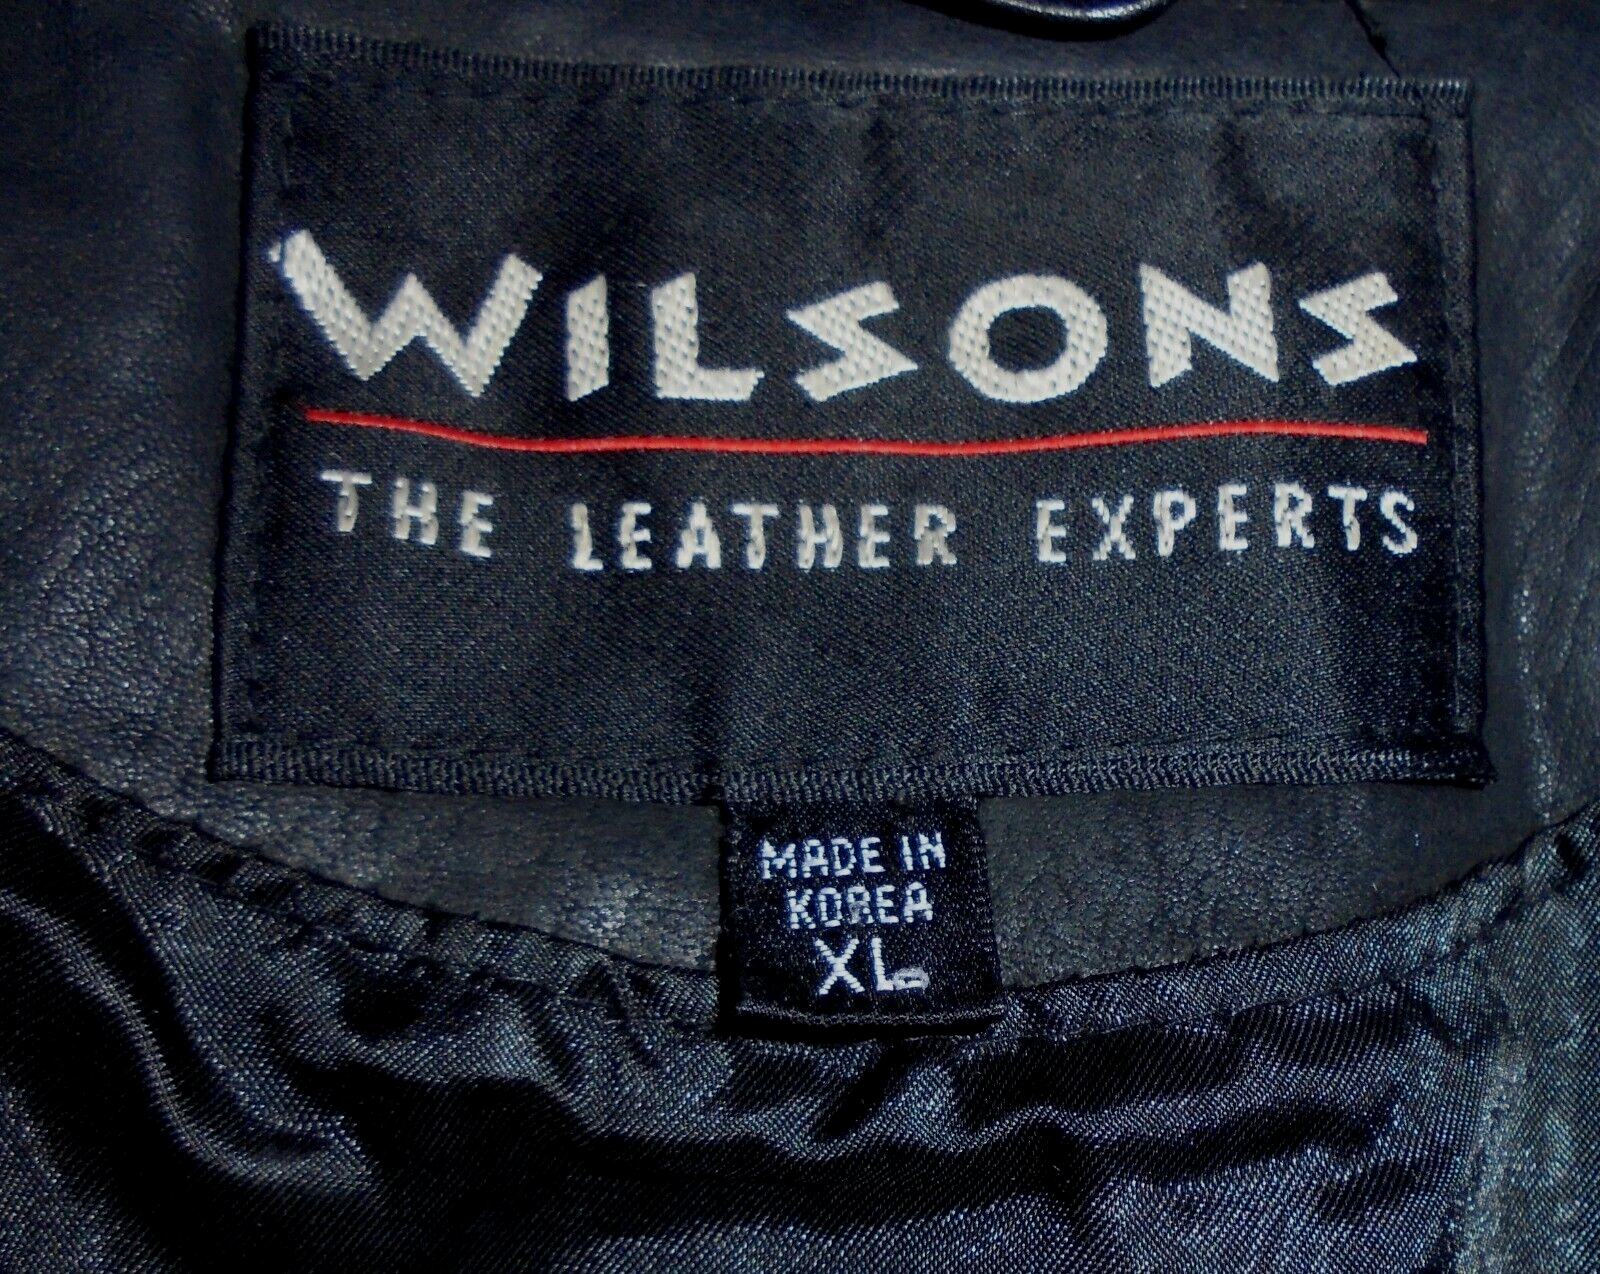 WILSONS
THE LEATHER EXPERTS
MADE IN
KOREA
XL